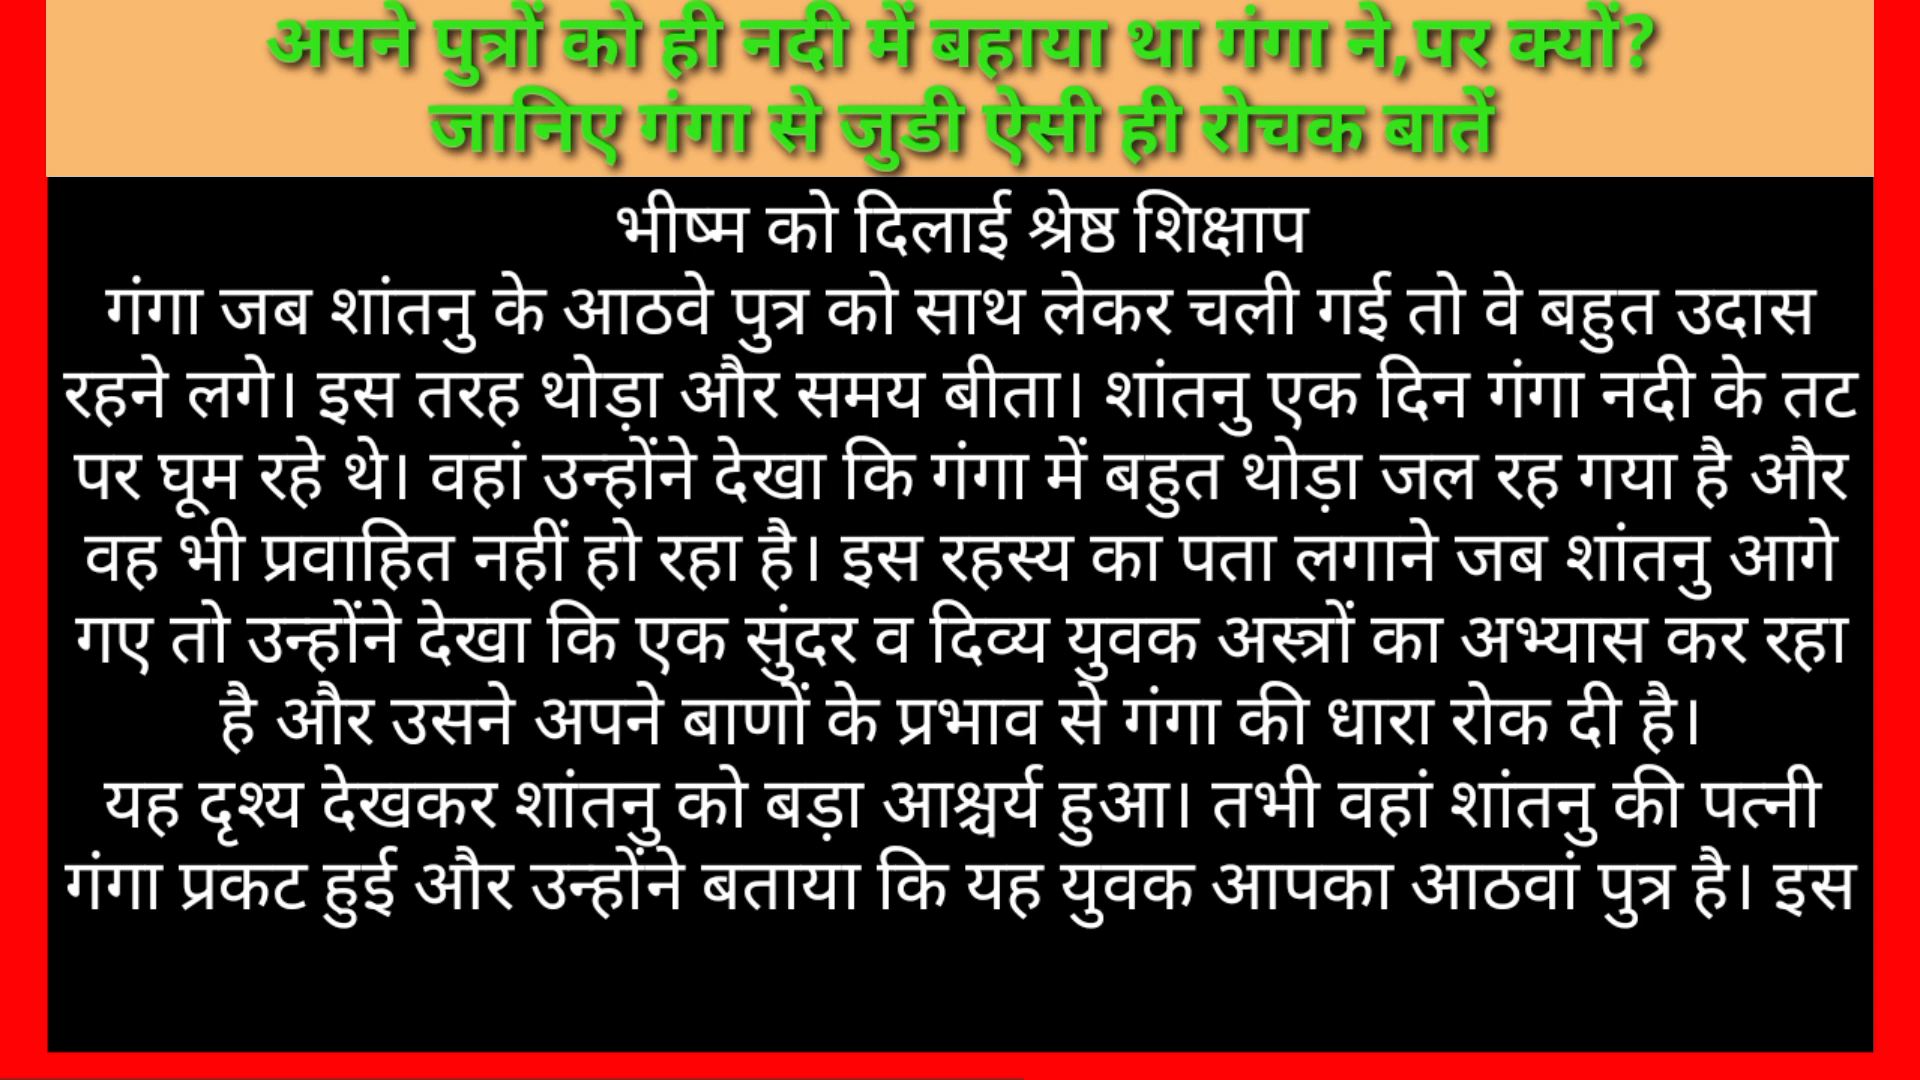 अपने पुत्रों को ही नदी में बहाया था गंगा ने,पर क्यों?
जानिए गंगा से जुडी ऐसी ही रोचक बातें
भीष्म को दिलाई श्रेष्ठ शिक्षाप
गंगा जब शांतनु के आठवे पुत्र को साथ लेकर चली गई तो वे बहुत उदास
रहने लगे। इस तरह थोड़ा और समय बीता। शांतनु एक दिन गंगा नदी के तट
पर घूम रहे थे। वहां उन्होंने देखा कि गंगा में बहुत थोड़ा जल रह गया है और
वह भी प्रवाहित नहीं हो रहा है। इस रहस्य का पता लगाने जब शांतनु आगे
गए तो उन्होंने देखा कि एक सुंदर व दिव्य युवक अस्त्रों का अभ्यास कर रहा
है और उसने अपने बाणों के प्रभाव से गंगा की धारा रोक दी है।
यह दृश्य देखकर शांतनु को बड़ा आश्चर्य हुआ। तभी वहां शांतनु की पत्नी
गंगा प्रकट हुई और उन्होंने बताया कि यह युवक आपका आठवां पुत्र है। इस